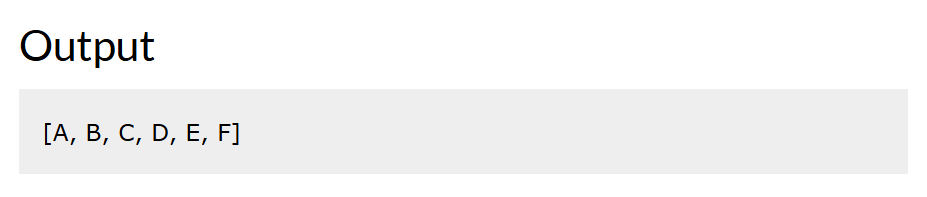 Output
[A, B, C, D, E, F]